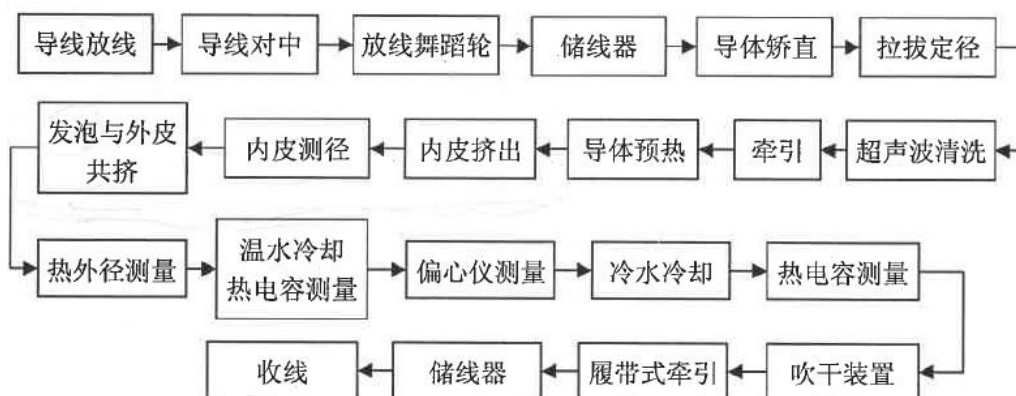 导线放线
导线对中
放线舞蹈轮
储线器
导体矫直
拉拔定径
超声波清洗
牵引
导体预热
内皮挤出
内皮测径
发泡与外皮
共挤
热外径测量
温水冷却
热电容测量
偏心仪测量
冷水冷却
热电容测量
吹干装置
履带式牵引
储线器
收线